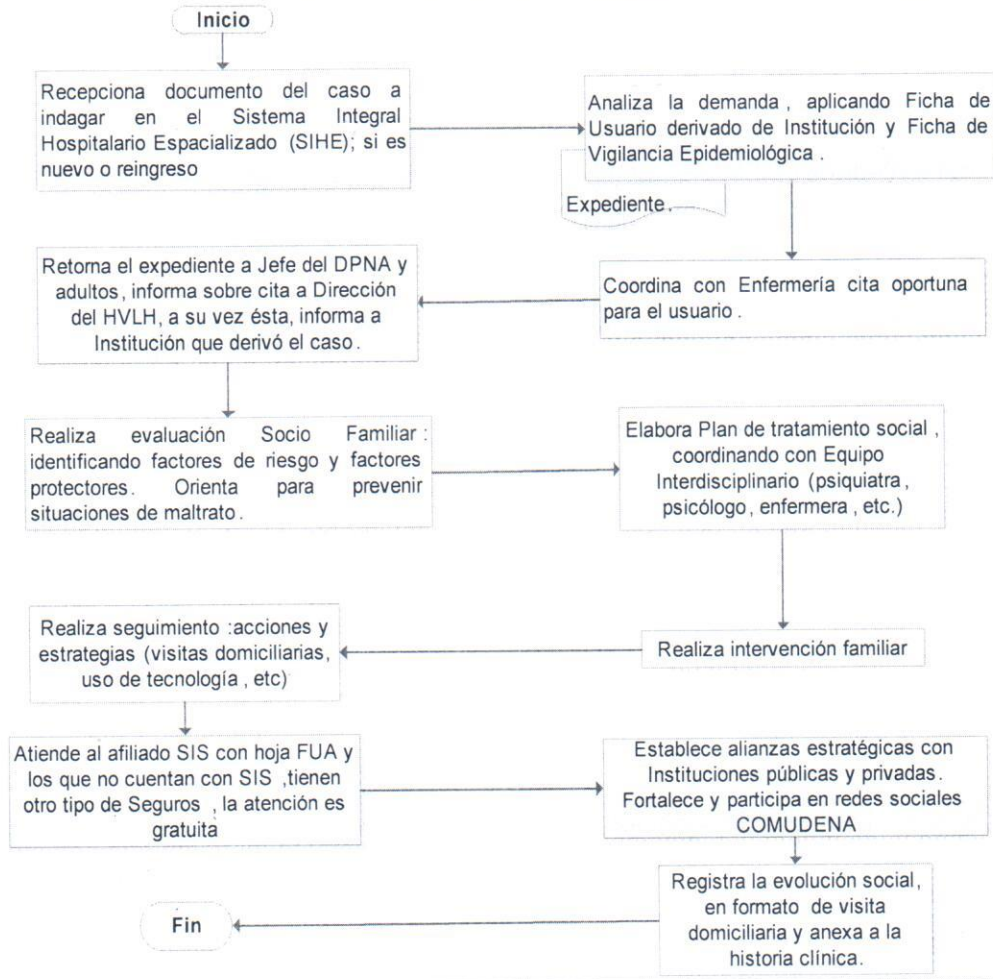 Inicio
Recepciona documento del caso a
indagar en el Sistema Integral
Hospitalario Espacializado (SIHE); si es
nuevo o reingreso
Analiza la demanda , aplicando Ficha de
Usuario derivado de Institución y Ficha de
Vigilancia Epidemiológica .
Expediente .
Coordina con Enfermería cita oportuna
para el usuario .
Retorna el expediente a Jefe del DPNA y
adultos , informa sobre cita a Dirección
del HVLH, a su vez ésta, informa a
Institución que derivó el caso .
Realiza evaluación Socio Familiar :
identificando factores de riesgo y factores
protectores. Orienta para prevenir
situaciones de maltrato .
Elabora Plan de tratamiento social ,
coordinando con Equipo
Interdisciplinario (psiquiatra ,
psicólogo , enfermera , etc.)
Realiza intervención familiar
Realiza seguimiento :acciones y
estrategias (visitas domiciliarias,
uso de tecnología , etc)
Atiende al afiliado SIS con hoja FUA y
los que no cuentan con SIS ,tienen
otro tipo de Seguros , la atención es
gratuita
Establece alianzas estratégicas con
Instituciones públicas y privadas.
Fortalece y participa en redes sociales
COMUDENA
Registra la evolución social,
en formato de visita
domiciliaria y anexa a la
historia clínica.
Fin